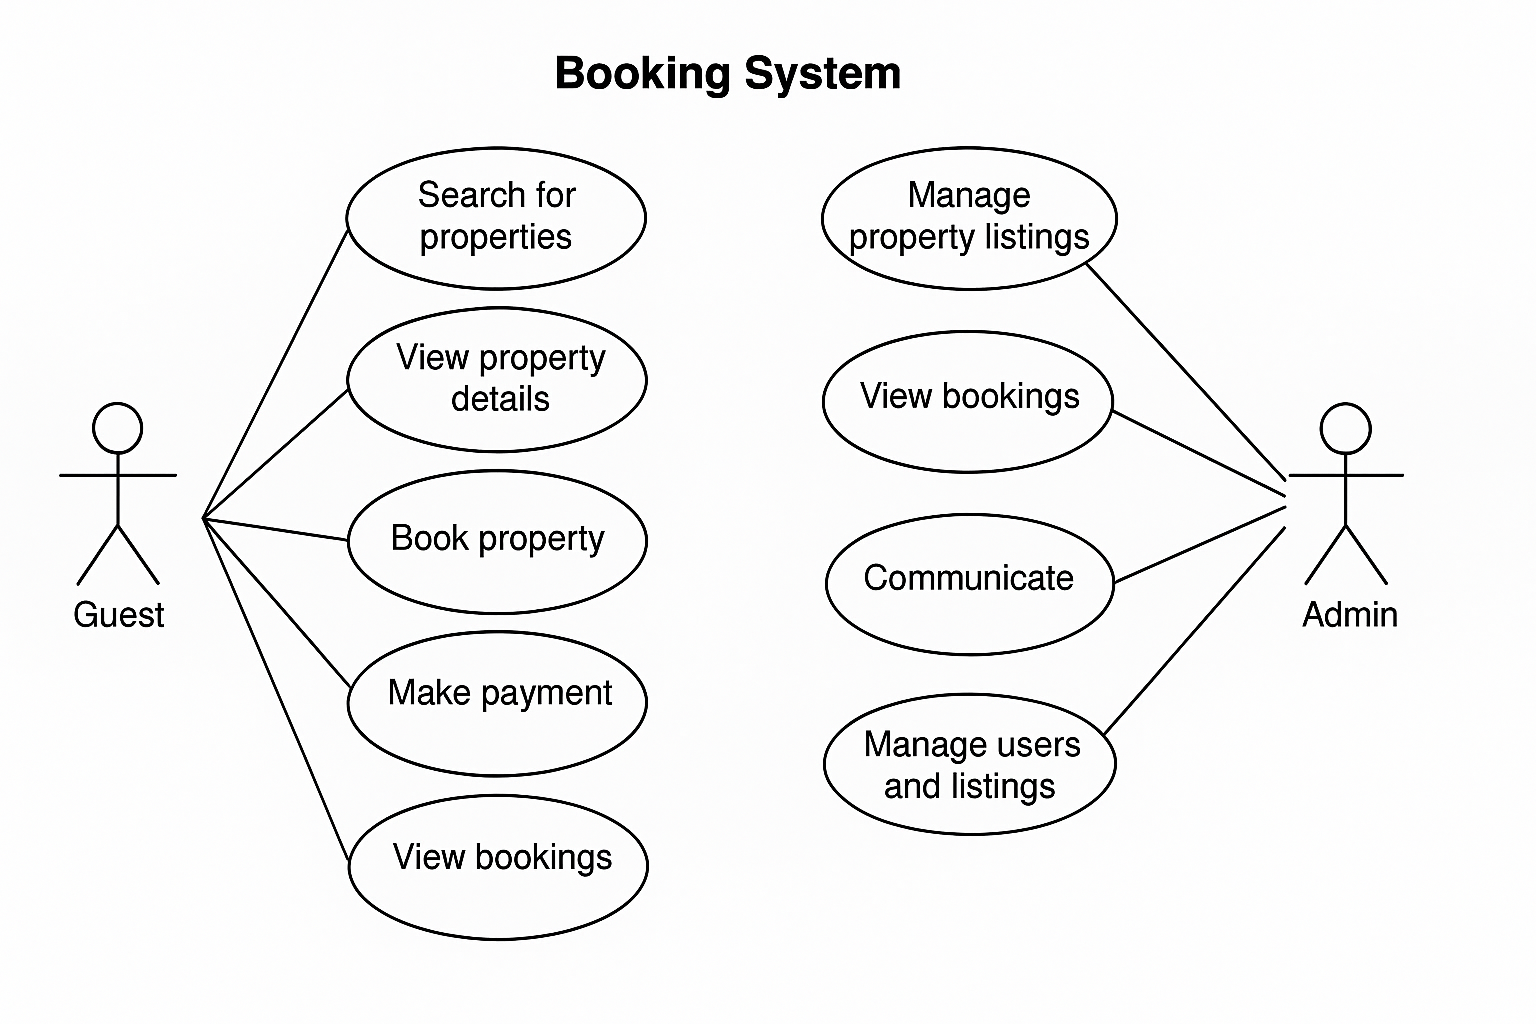 Booking System
Search for
properties
View property
details
Book property
Make payment
View bookings
Guest
Manage
property listings
View bookings
Communicate
Manage users
and listings
Admin